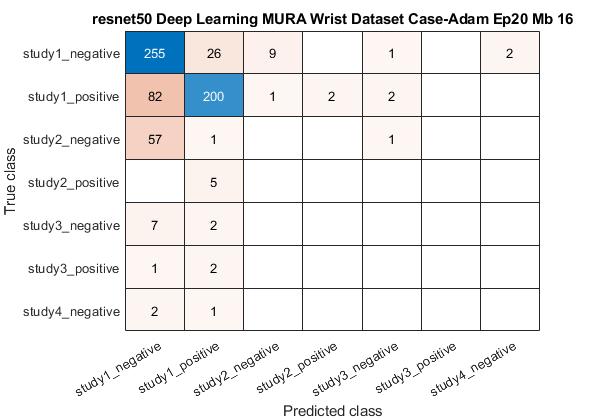 resnet50 Deep Learning MURA Wrist Dataset Case-Adam Ep20 Mb 16
study1_negative 255 26 9 1 2
study1_positive 82 200 1 2 2
study2_negative 57 1 1
study2_positive 5
study3_negative 7 2
study3_positive 1 2
study4_negative 2 1
True class
study1_negative study1_positive study2_negative study2_positive study3_negative study3_positive study4_negative
Predicted class